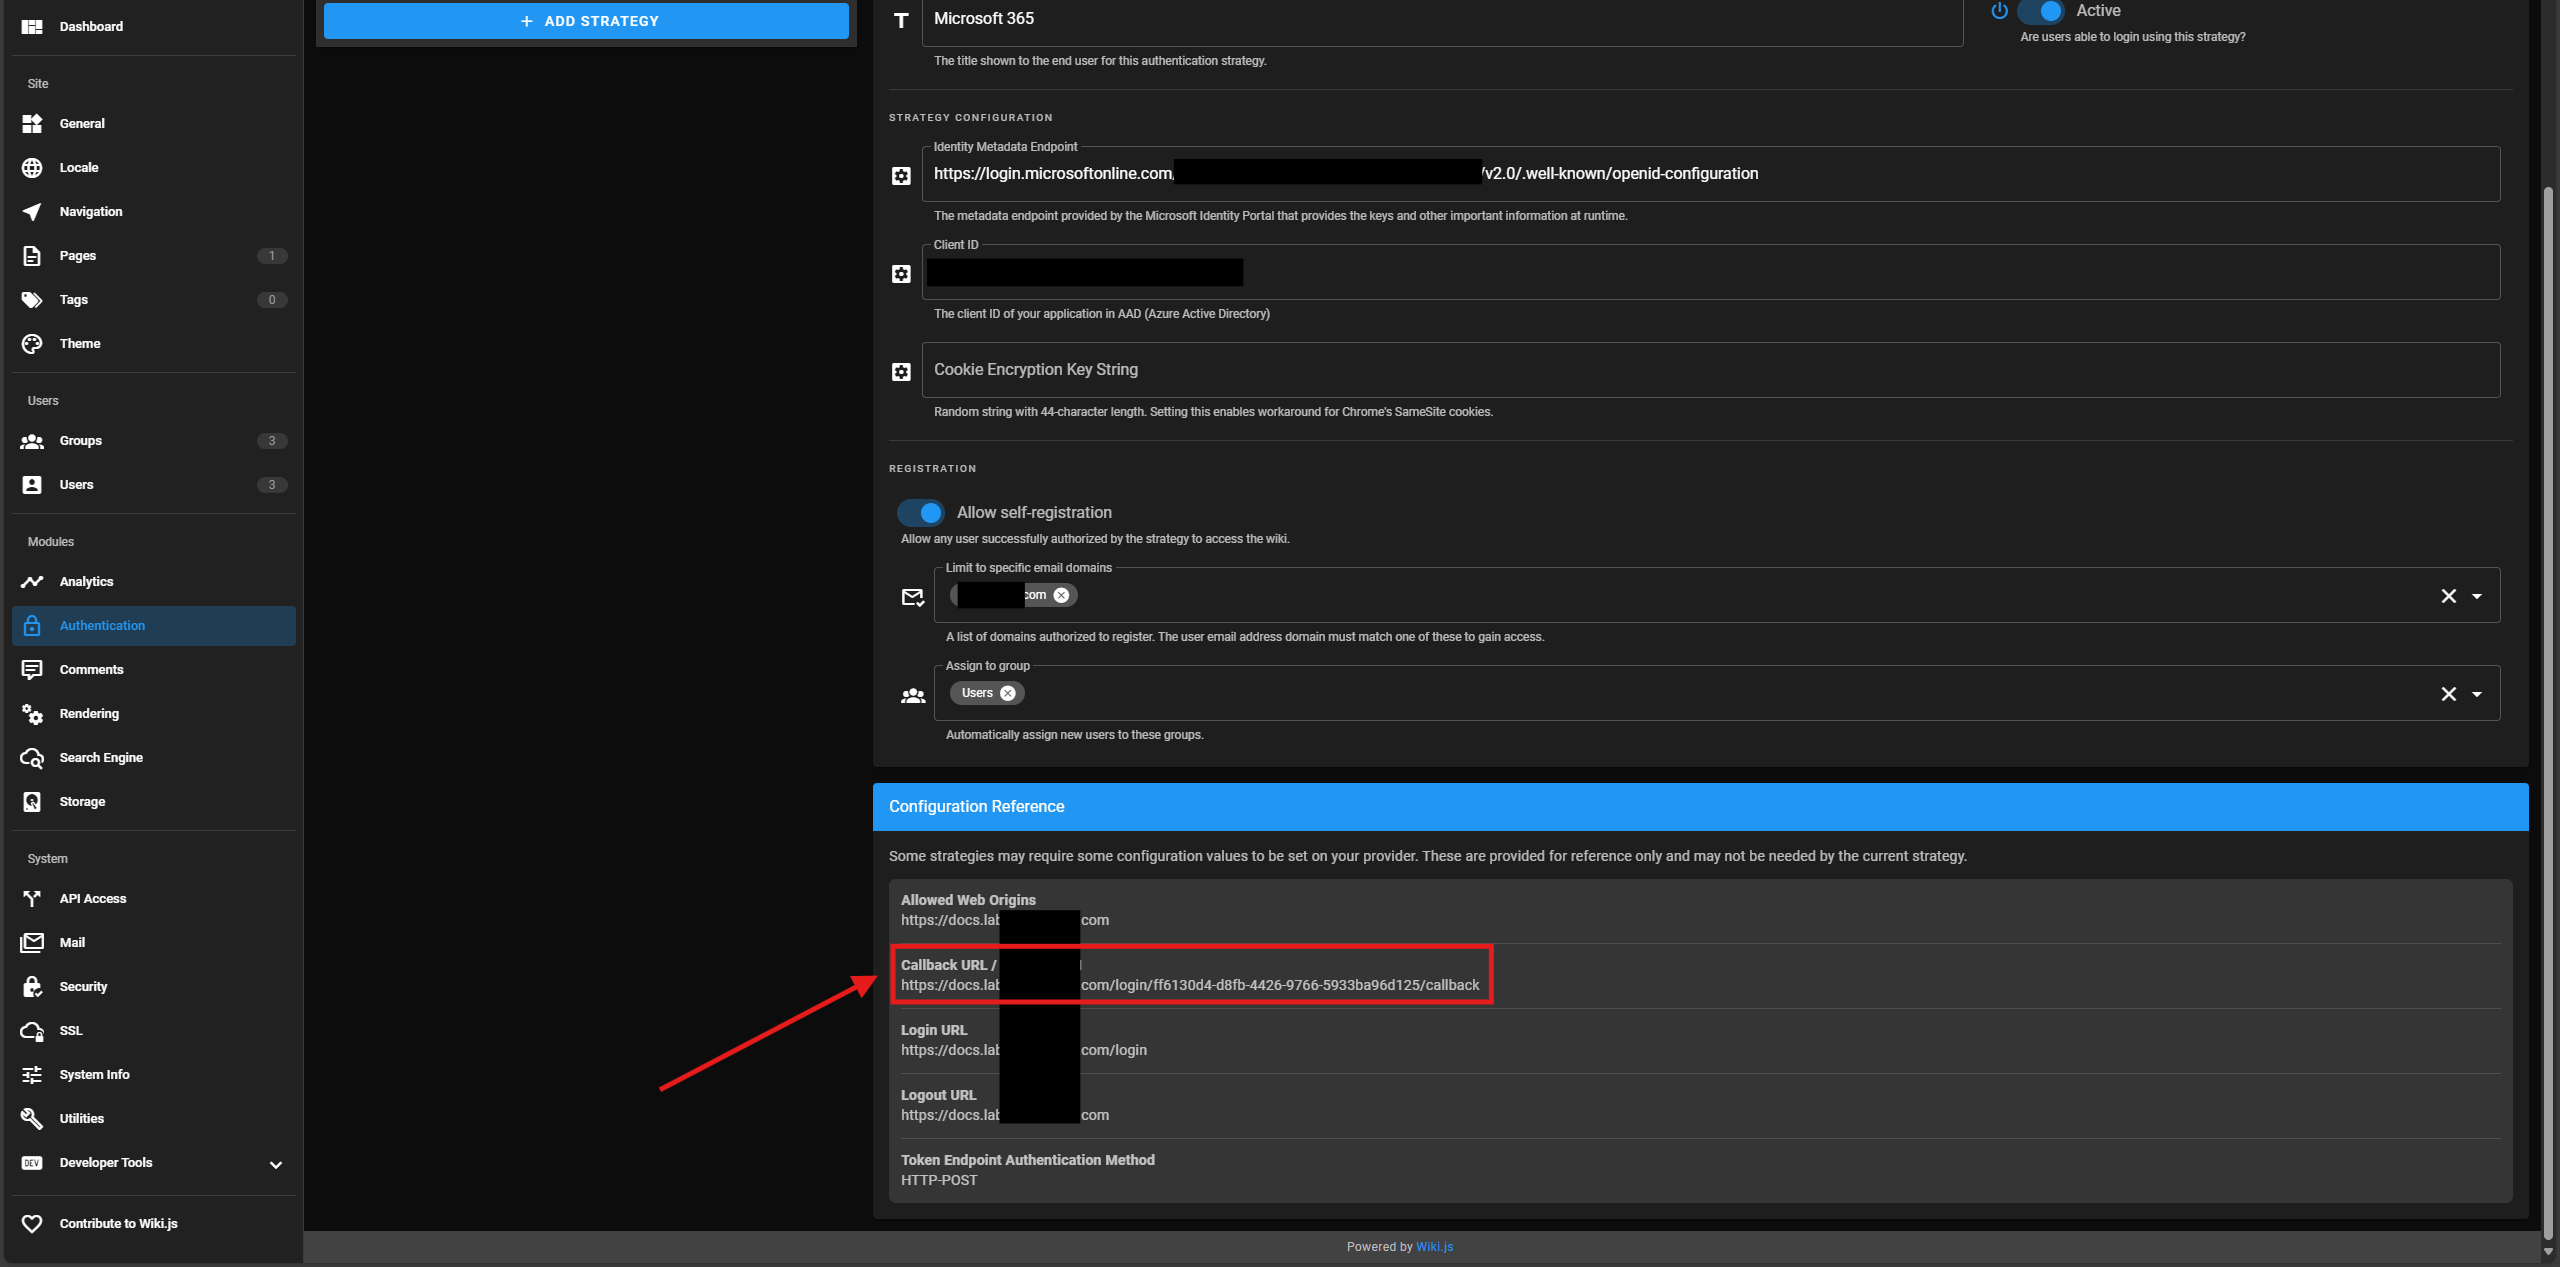 Dashboard
Site
General
Locale
Navigation
Pages 1
Tags 0
Theme
Users
Groups 3
Users 3
Modules
Analytics
Authentication
Comments
Rendering
Search Engine
Storage
System
API Access
Mail
Security
SSL
System Info
Utilities
DEV Developer Tools
Contribute to Wiki.js
+ ADD STRATEGY
Microsoft 365
The title shown to the end user for this authentication strategy.
Active
Are users able to login using this strategy?
STRATEGY CONFIGURATION
Identity Metadata Endpoint
https://login.microsoftonline.com/ /v2.0/.well-known/openid-configuration
The metadata endpoint provided by the Microsoft Identity Portal that provides the keys and other important information at runtime.
Client ID
The client ID of your application in AAD (Azure Active Directory)
Cookie Encryption Key String
Random string with 44-character length. Setting this enables workaround for Chrome's SameSite cookies.
REGISTRATION
Allow self-registration
Allow any user successfully authorized by the strategy to access the wiki.
Limit to specific email domains
com
A list of domains authorized to register. The user email address domain must match one of these to gain access.
Assign to group
Users
Automatically assign new users to these groups.
Configuration Reference
Some strategies may require some configuration values to be set on your provider. These are provided for reference only and may not be needed by the current strategy.
Allowed Web Origins
https://docs.lab com
Callback URL /
https://docs.lab com/login/ff6130d4-d8fb-4426-9766-5933ba96d125/callback
Login URL
https://docs.lab com/login
Logout URL
https://docs.lab com
Token Endpoint Authentication Method
HTTP-POST
Powered by Wiki.js